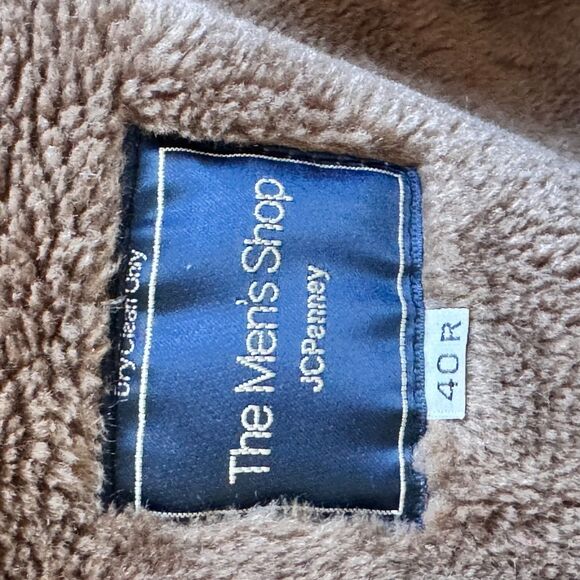 Dry Clean Only
The Men's Shop
JCPenney
40 R